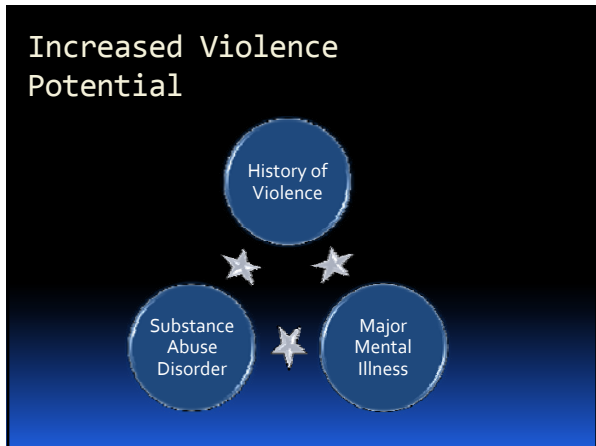 Increased Violence
Potential
History of
Violence
Substance
Abuse
Disorder
Major
Mental
Illness